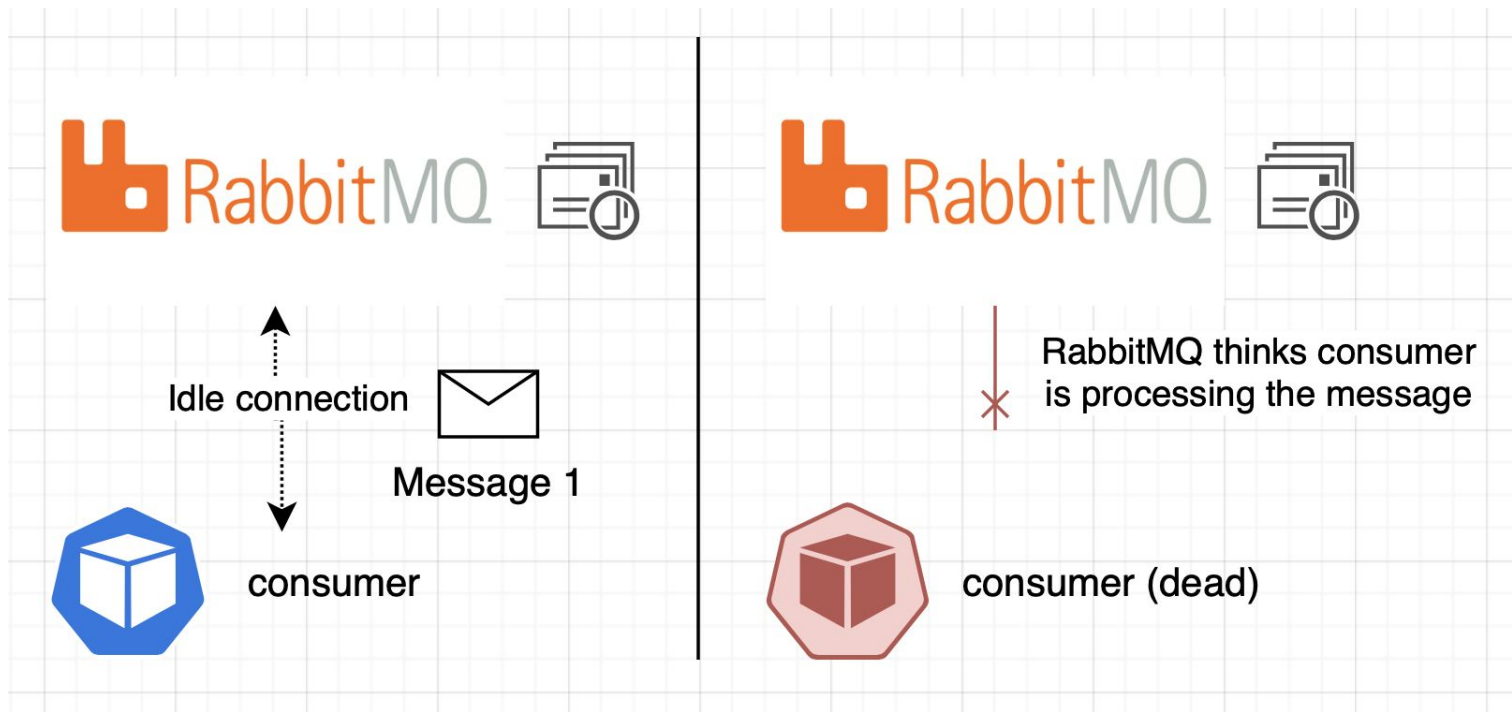 RabbitMQ
Idle connection
Message 1
consumer
RabbitMQ
RabbitMQ thinks consumer
is processing the message
consumer (dead)